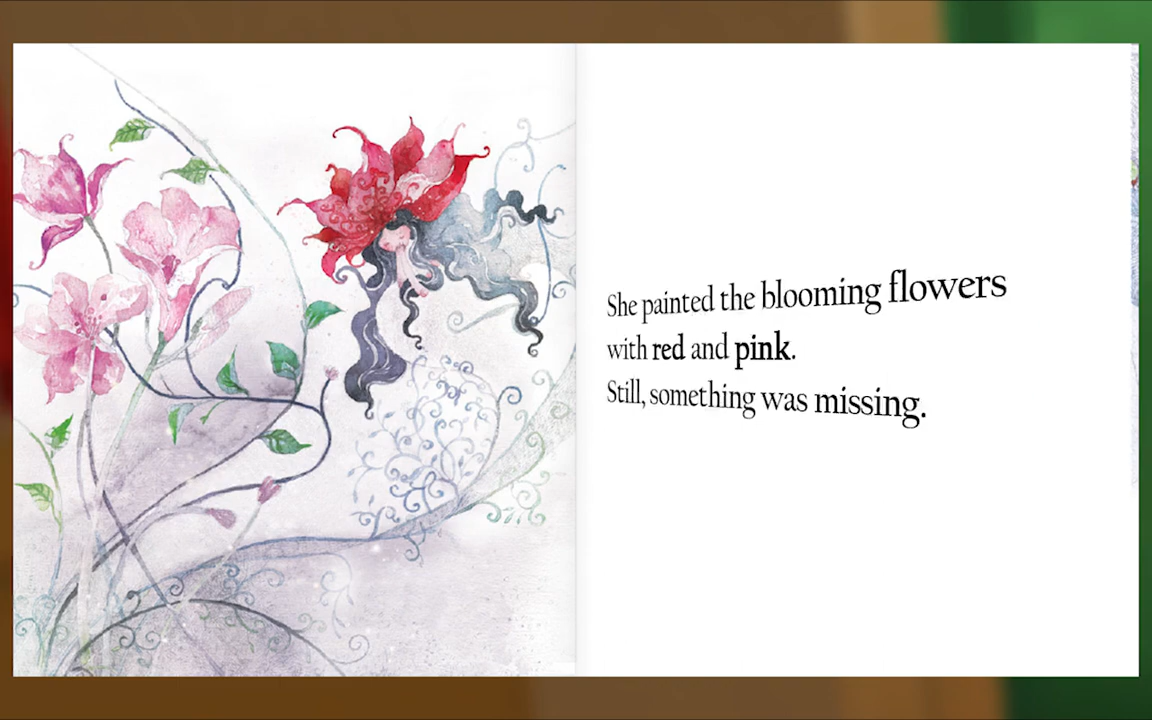 She painted the blooming flowers
with red and pink.
Still, something was missing.